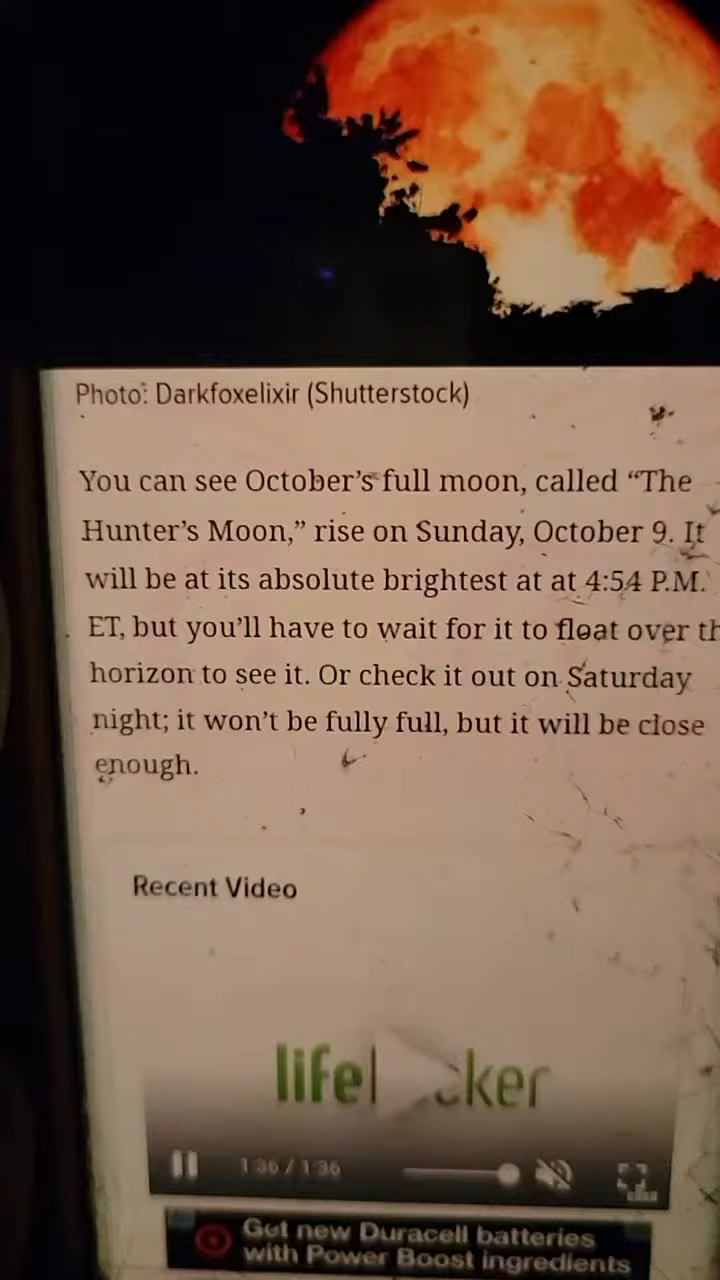 Photo: Darkfoxelixir (Shutterstock)
You can see October's full moon, called “The
Hunter's Moon,” rise on Sunday, October 9. It
will be at its absolute brightest at at 4:54 P.M.
ET, but you'll have to wait for it to float over th
horizon to see it. Or check it out on Saturday
night; it won't be fully full, but it will be close
enough.
Recent Video
1:36 / 1:36
Get new Duracell batteries
with Power Boost ingredients